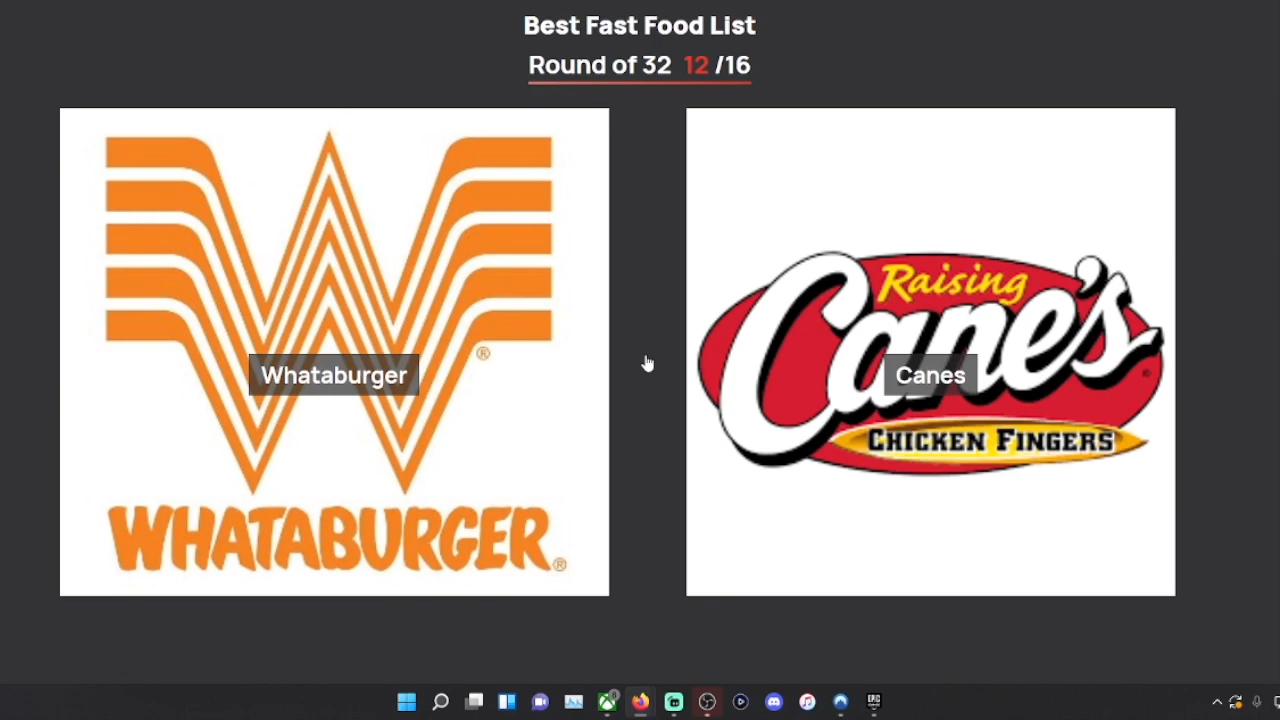 Best Fast Food List
Round of 32 12 /16
®
Whataburger
WHATABURGER®
Raising
Cane's
Canes
CHICKEN FINGERS